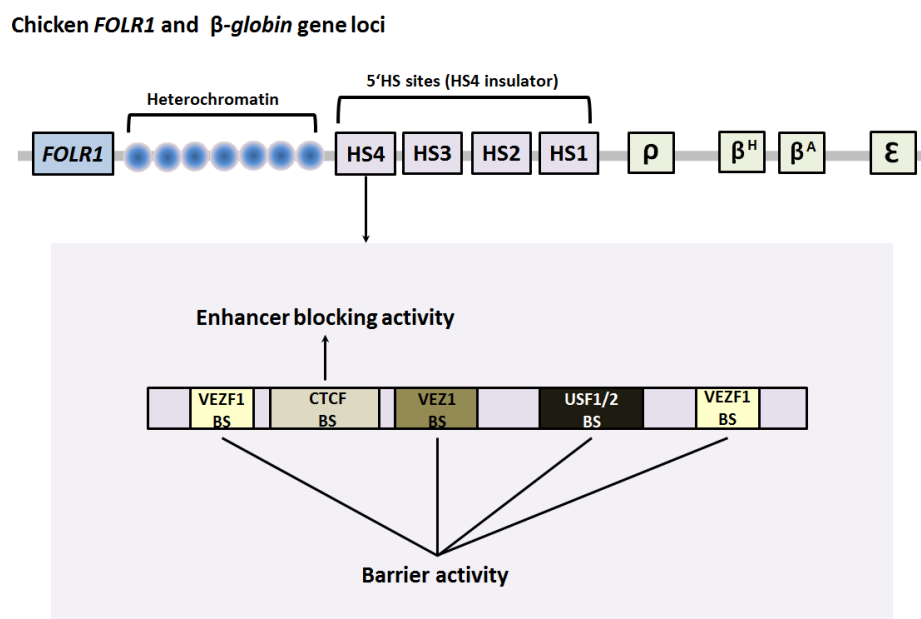 Chicken FOLR1 and β-globin gene loci
5'HS sites (HS4 insulator)
Heterochromatin
FOLR1 HS4 HS3 HS2 HS1 ρ βᴴ βᴬ Ɛ
Enhancer blocking activity
VEZF1 CTCF VEZ1 USF1/2 VEZF1
BS BS BS BS BS
Barrier activity